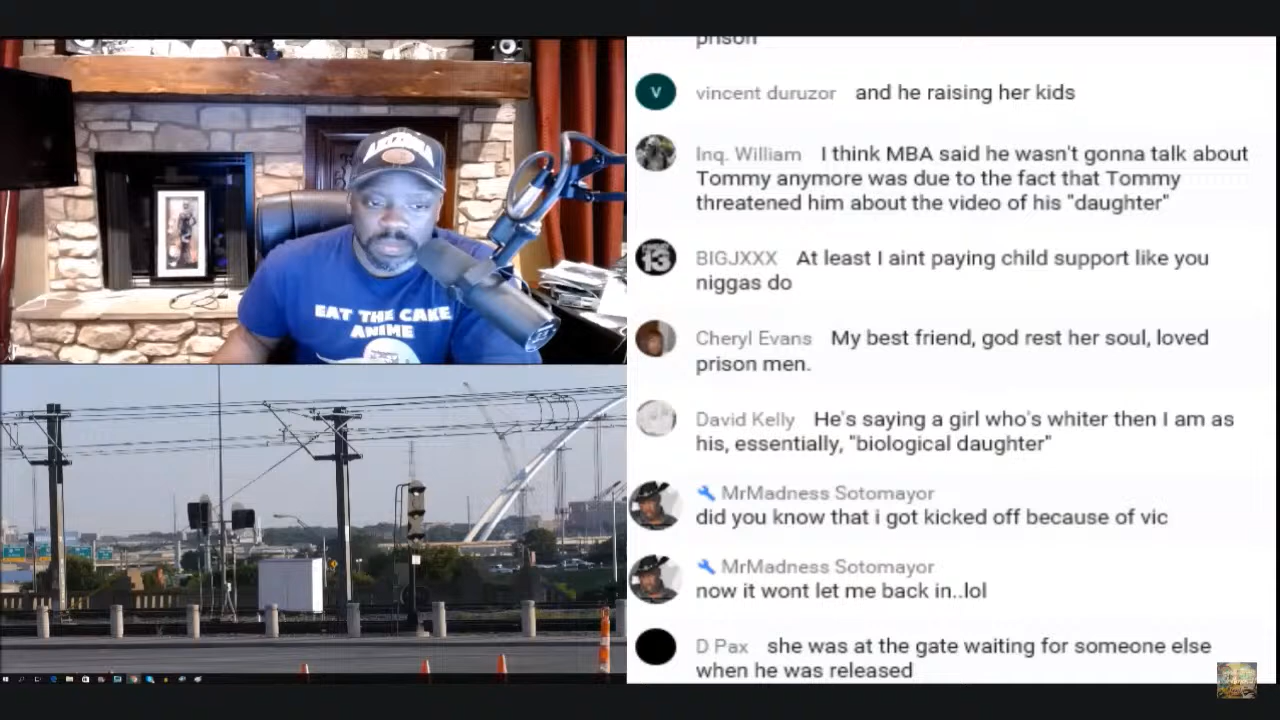 prison
V vincent duruzor and he raising her kids
Inq. William I think MBA said he wasn't gonna talk about
Tommy anymore was due to the fact that Tommy
threatened him about the video of his "daughter"
13
BIGJXXX At least I aint paying child support like you
niggas do
Cheryl Evans My best friend, god rest her soul, loved
prison men.
David Kelly He's saying a girl who's whiter then I am as
his, essentially, "biological daughter"
MrMadness Sotomayor
did you know that i got kicked off because of vic
MrMadness Sotomayor
now it wont let me back in..lol
D Pax she was at the gate waiting for someone else
when he was released
ARIZONA
EAT THE CAKE
ANIME